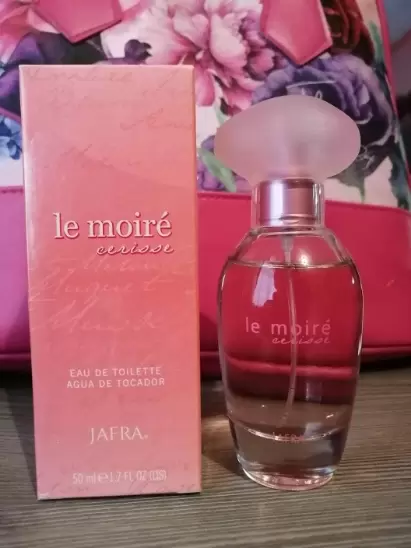 le moiré
cerisse
EAU DE TOILETTE
AGUA DE TOCADOR
JAFRA
50 ml e 1.7 FL OZ (US)
le moiré
cerisse
JAFRA